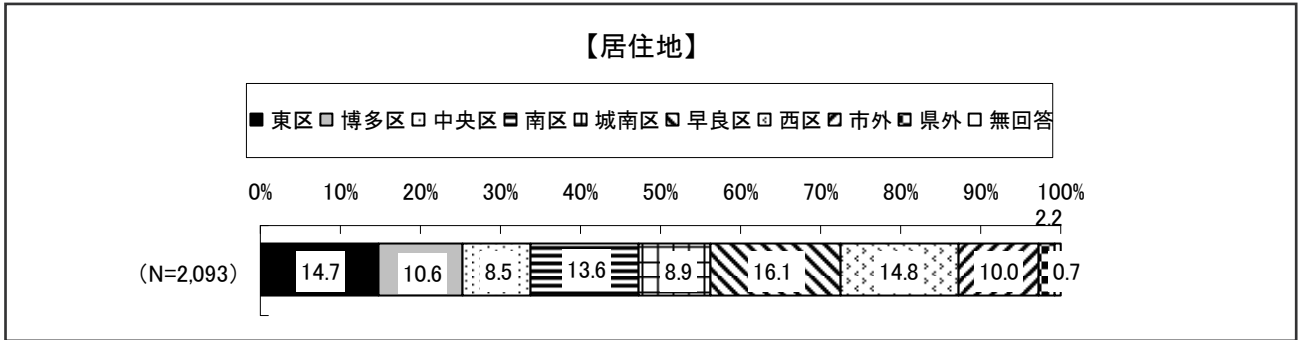 【居住地】
東区 博多区 中央区 南区 城南区 早良区 西区 市外 県外 無回答
0% 10% 20% 30% 40% 50% 60% 70% 80% 90% 100%
2.2
(N=2,093) 14.7 10.6 8.5 13.6 8.9 16.1 14.8 10.0 0.7